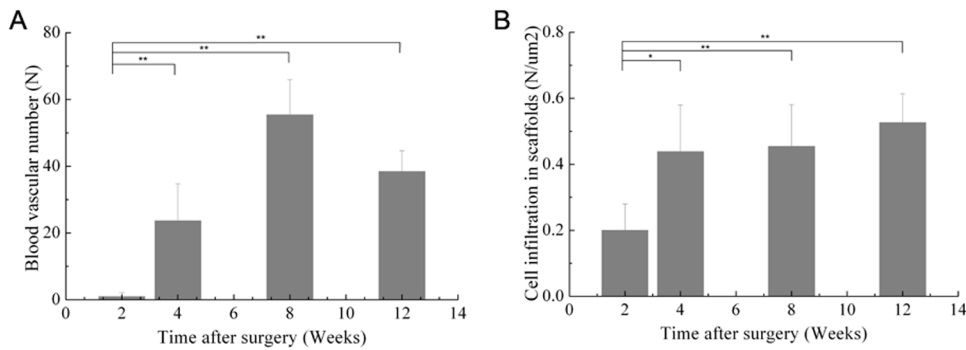 A
B
80
60
40
20
0
Blood vascular number (N)
**
**
**
0 2 4 6 8 10 12 14
Time after surgery (Weeks)
0.8
0.6
0.4
0.2
0.0
Cell infiltration in scaffolds (N/um2)
**
**
*
0 2 4 6 8 10 12 14
Time after surgery (Weeks)